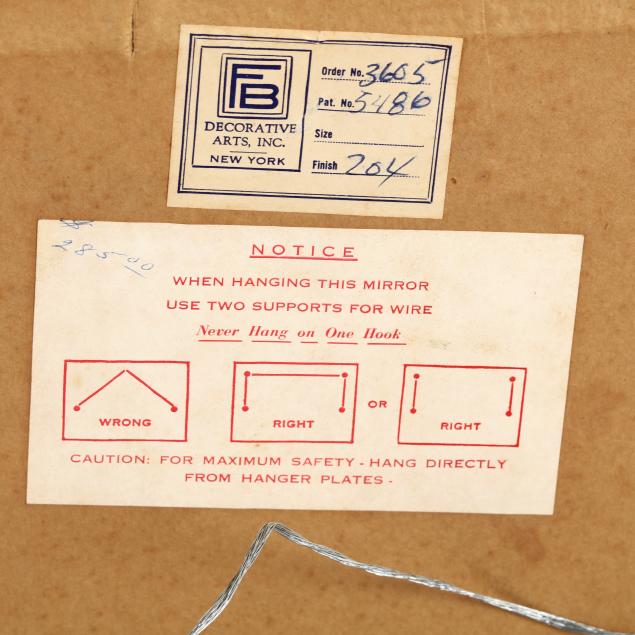 FB
DECORATIVE
ARTS, INC.
NEW YORK
Order No. 3605
Pat. No. 5486
Size
Finish 204
$
285.00
NOTICE
WHEN HANGING THIS MIRROR
USE TWO SUPPORTS FOR WIRE
Never Hang on One Hook
WRONG
RIGHT
OR
RIGHT
CAUTION: FOR MAXIMUM SAFETY - HANG DIRECTLY
FROM HANGER PLATES -